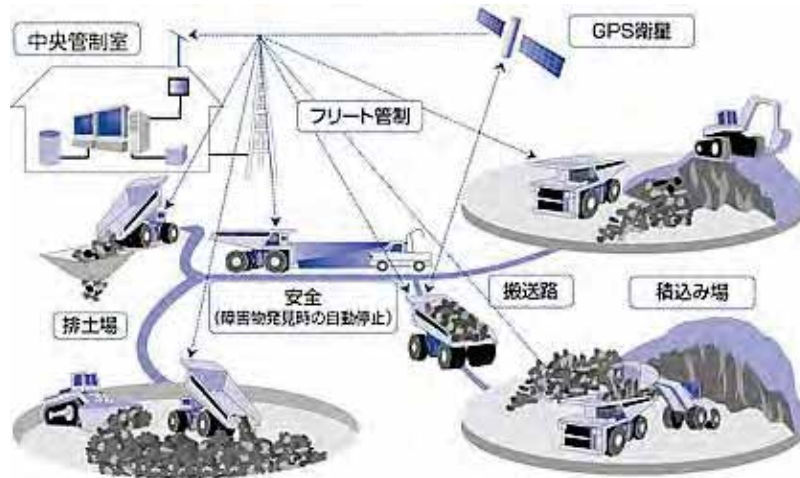 中央管制室
GPS衛星
フリート管制
安全
(障害物発見時の自動停止)
搬送路
積込み場
排土場